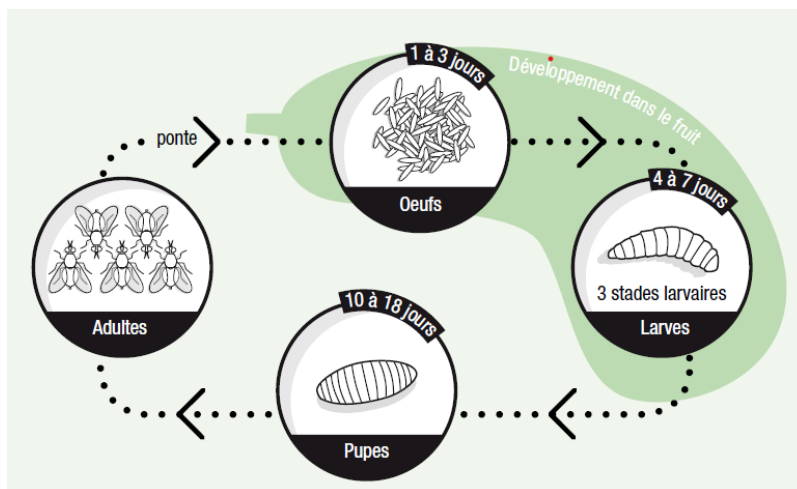 1 à 3 jours
Développement dans le fruit
ponte
Oeufs
4 à 7 jours
3 stades larvaires
Larves
Adultes
10 à 18 jours
Pupes